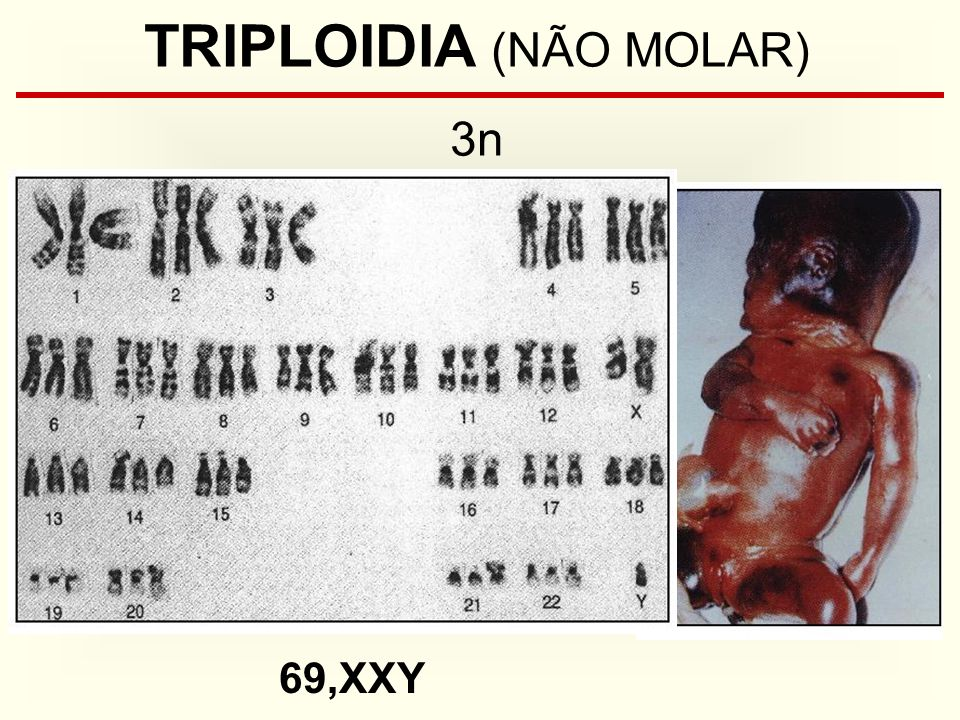 TRIPLOIDIA (NÃO MOLAR)
3n
1 2 3 4 5
6 7 8 9 10 11 12 X
13 14 15 16 17 18
19 20 21 22 Y
69,XXY